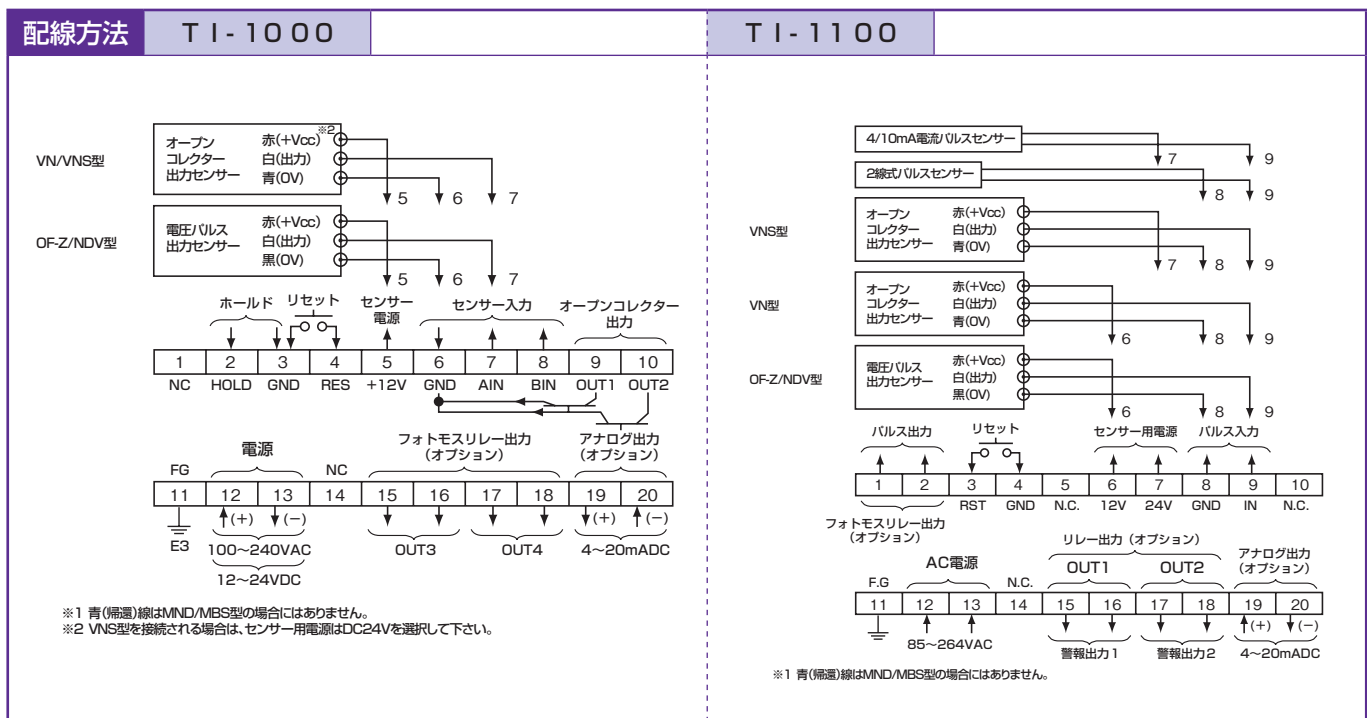 配線方法
TI-1000
VN/VNS型
オープン
コレクター
出力センサー
赤(+Vcc)※2
白(出力)
青(0V)
5 6 7
OF-Z/NDV型
電圧パルス
出力センサー
赤(+Vcc)
白(出力)
黒(0V)
5 6 7
ホールド リセット センサー電源 センサー入力 オープンコレクター出力
1 2 3 4 5 6 7 8 9 10
NC HOLD GND RES +12V GND AIN BIN OUT1 OUT2
電源
フォトモスリレー出力
(オプション)
アナログ出力
(オプション)
FG NC
11 12 13 14 15 16 17 18 19 20
(+) (−) (+) (−)
E3 100〜240VAC OUT3 OUT4 4〜20mADC
12〜24VDC
※1 青(帰還)線はMND/MBS型の場合にはありません。
※2 VNS型を接続される場合は、センサー用電源はDC24Vを選択して下さい。
TI-1100
4/10mA電流パルスセンサー
7 9
2線式パルスセンサー
8 9
VNS型
オープン
コレクター
出力センサー
赤(+Vcc)
白(出力)
青(0V)
7 8 9
VN型
オープン
コレクター
出力センサー
赤(+Vcc)
白(出力)
青(0V)
6 8 9
OF-Z/NDV型
電圧パルス
出力センサー
赤(+Vcc)
白(出力)
黒(0V)
6 8 9
パルス出力 リセット センサー用電源 パルス入力
1 2 3 4 5 6 7 8 9 10
RST GND N.C. 12V 24V GND IN N.C.
フォトモスリレー出力
(オプション)
リレー出力(オプション)
AC電源 OUT1 OUT2
アナログ出力
(オプション)
F.G N.C.
11 12 13 14 15 16 17 18 19 20
(+) (−)
85〜264VAC 警報出力1 警報出力2 4〜20mADC
※1 青(帰還)線はMND/MBS型の場合にはありません。